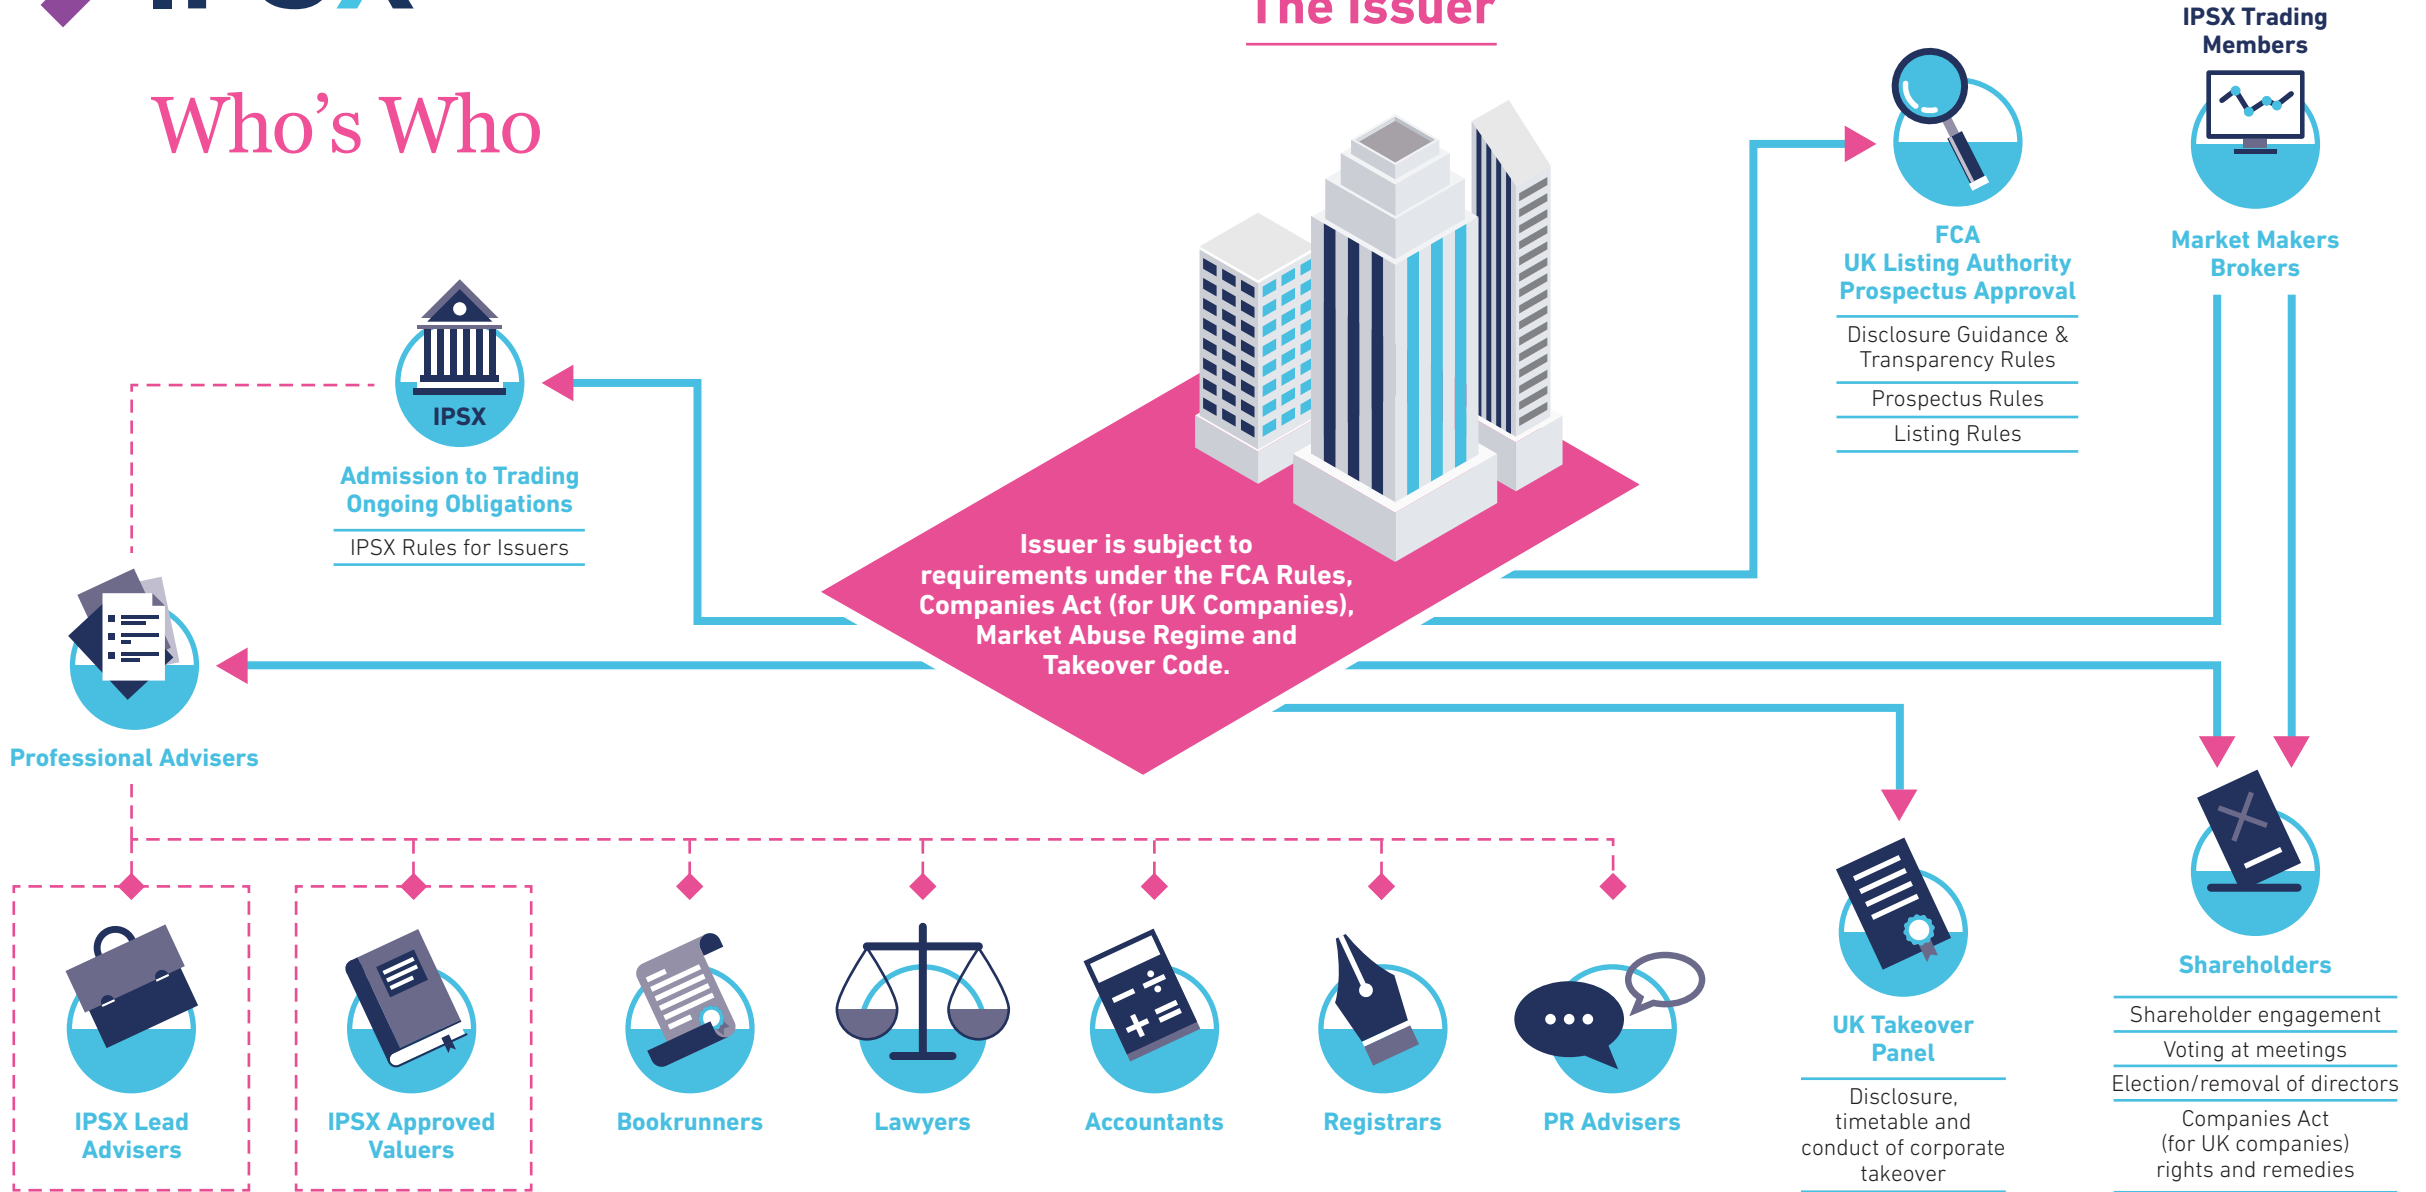 IPSX
The Issuer
Who's Who
IPSX Trading
Members
Market Makers
Brokers
FCA
UK Listing Authority
Prospectus Approval
Disclosure Guidance &
Transparency Rules
Prospectus Rules
Listing Rules
IPSX
Admission to Trading
Ongoing Obligations
IPSX Rules for Issuers
Issuer is subject to
requirements under the FCA Rules,
Companies Act (for UK Companies),
Market Abuse Regime and
Takeover Code.
Professional Advisers
IPSX Lead
Advisers
IPSX Approved
Valuers
Bookrunners
Lawyers
Accountants
Registrars
PR Advisers
UK Takeover
Panel
Disclosure,
timetable and
conduct of corporate
takeover
Shareholders
Shareholder engagement
Voting at meetings
Election/removal of directors
Companies Act
(for UK companies)
rights and remedies